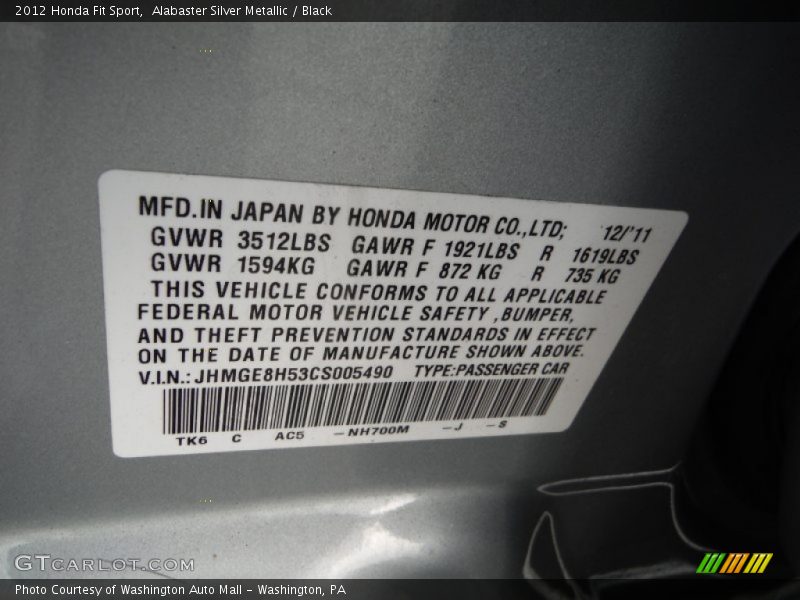 2012 Honda Fit Sport,  Alabaster Silver Metallic / Black
MFD.IN JAPAN BY HONDA MOTOR CO.,LTD; 12/'11
GVWR 3512LBS GAWR F 1921LBS R 1619LBS
GVWR 1594KG GAWR F 872 KG R 735 KG
THIS VEHICLE CONFORMS TO ALL APPLICABLE
FEDERAL MOTOR VEHICLE SAFETY ,BUMPER,
AND THEFT PREVENTION STANDARDS IN EFFECT
ON THE DATE OF MANUFACTURE SHOWN ABOVE.
V.I.N.: JHMGE8H53CS005490 TYPE:PASSENGER CAR
TK6 C AC5 -NH700M -J -S
GTCARLOT.COM
Photo Courtesy of Washington Auto Mall - Washington, PA